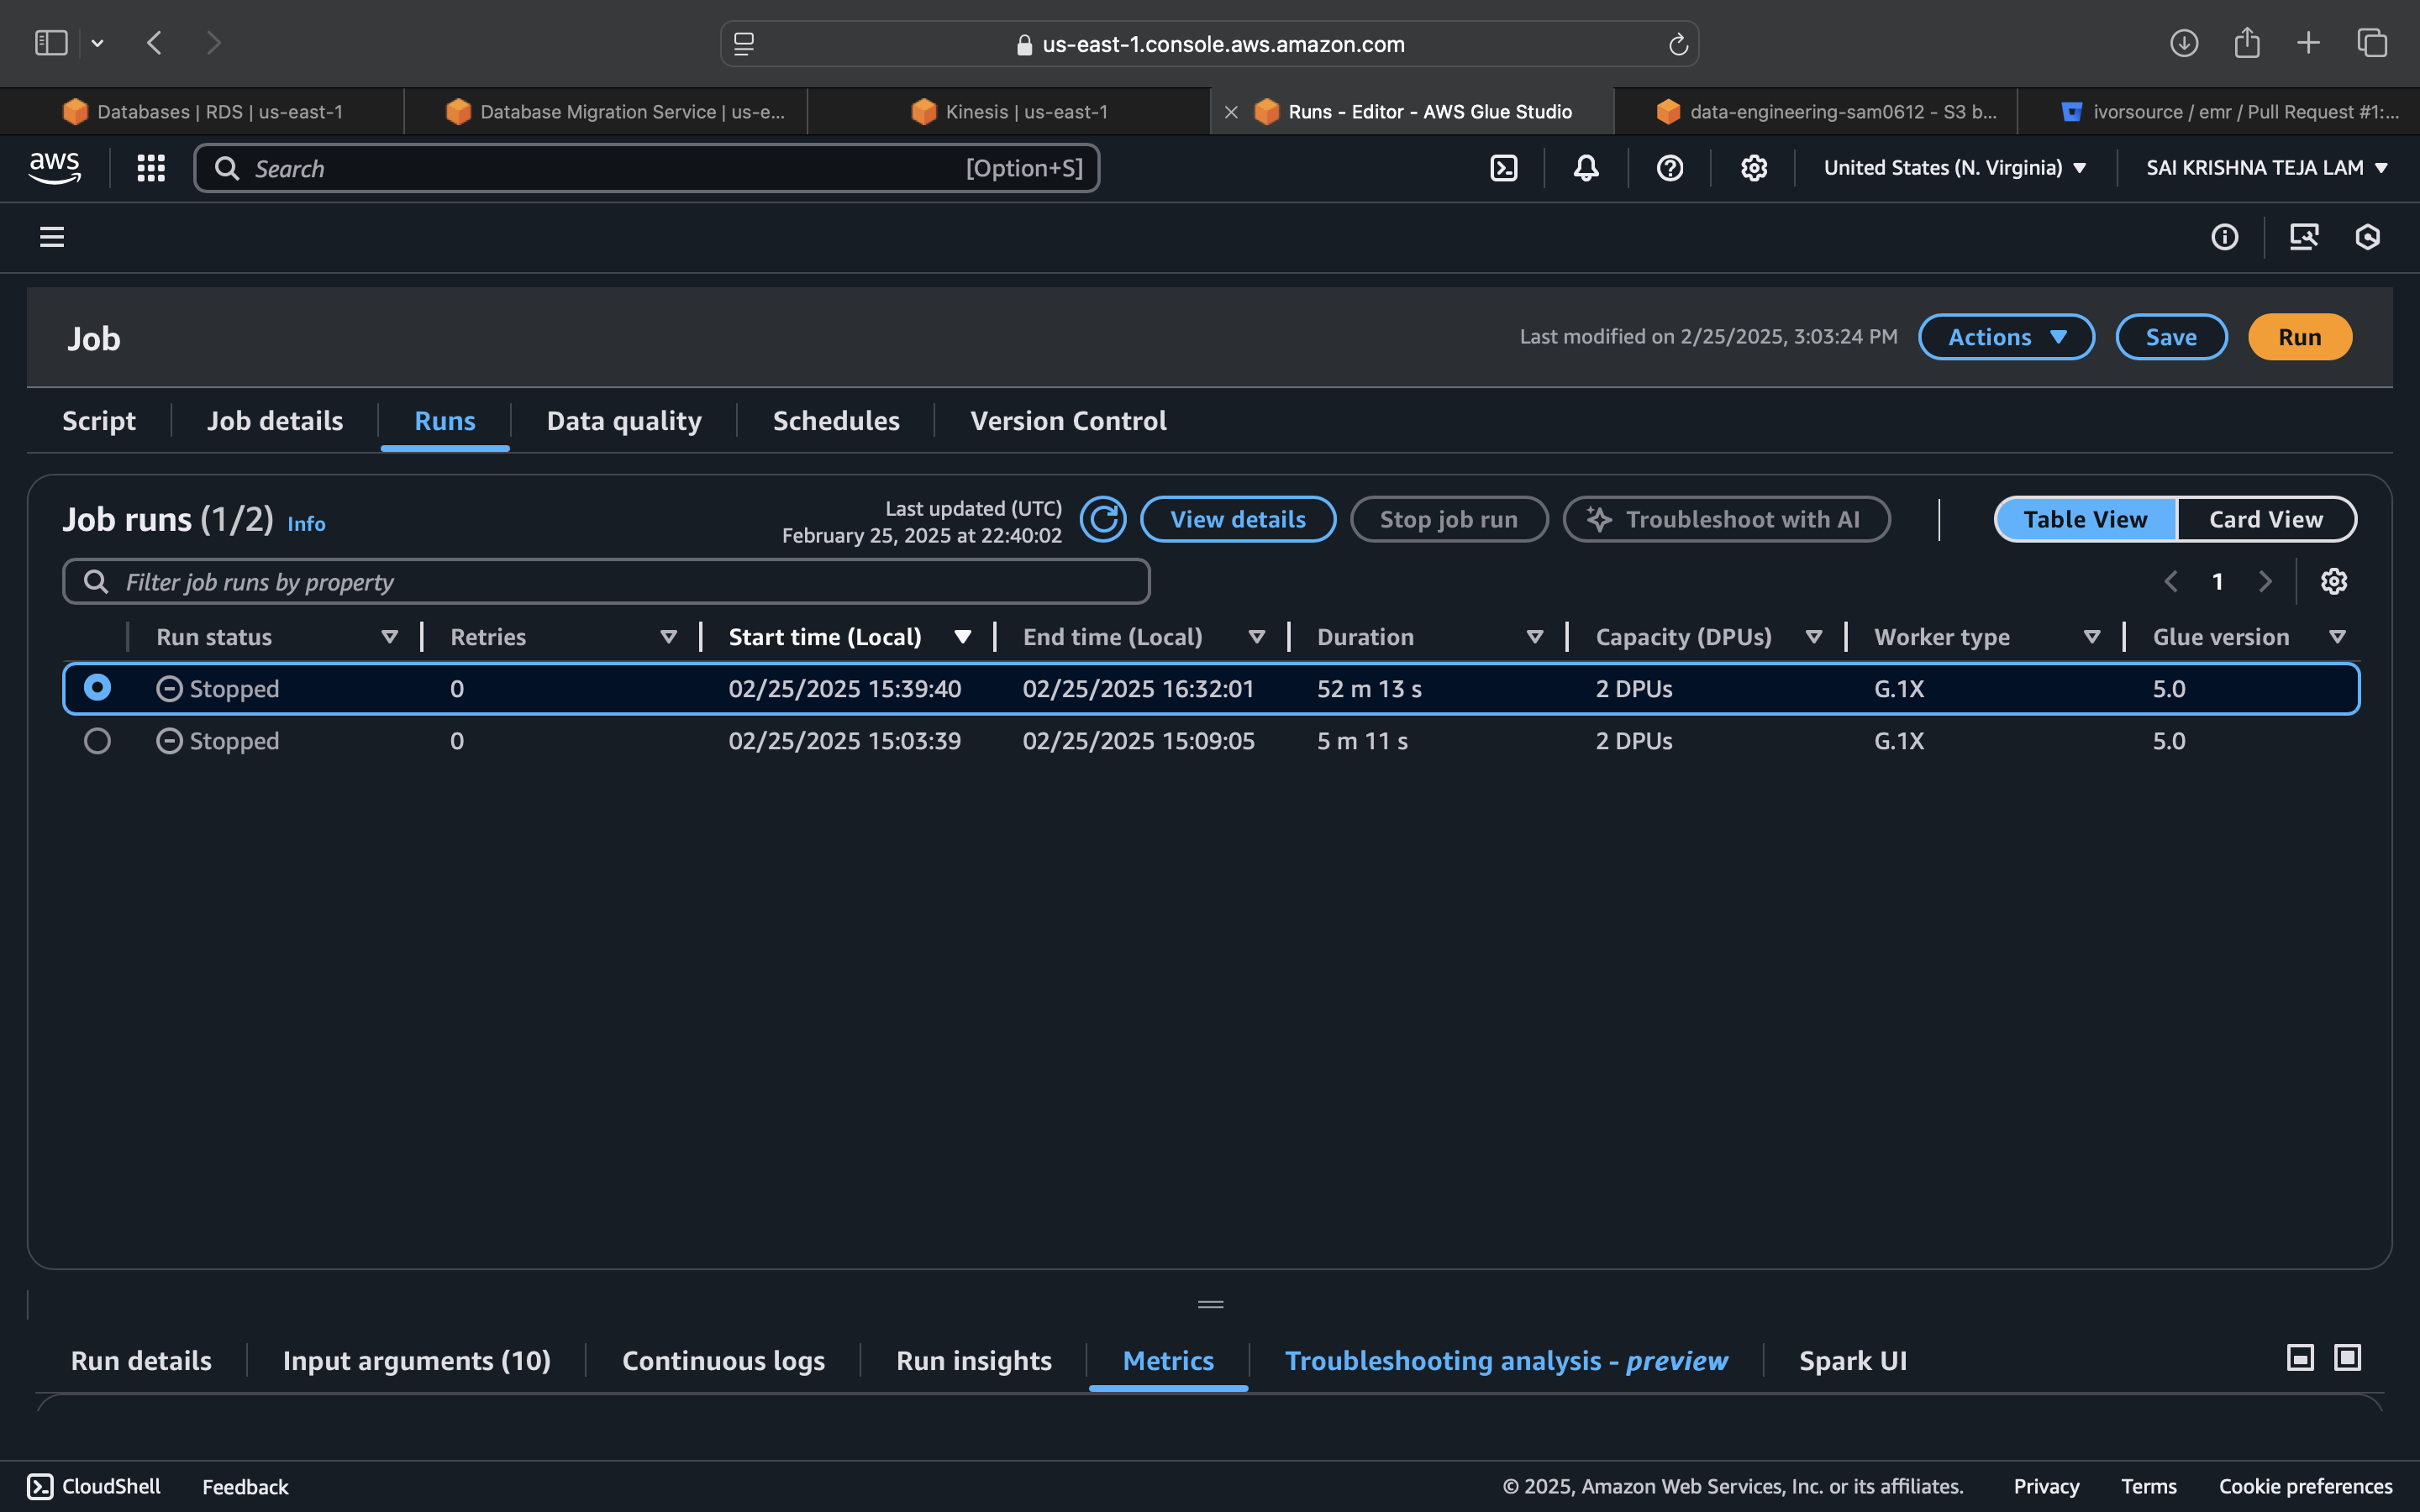 us-east-1.console.aws.amazon.com
Databases | RDS | us-east-1
Database Migration Service | us-e...
Kinesis | us-east-1
Runs - Editor - AWS Glue Studio
data-engineering-sam0612 - S3 b...
ivorsource / emr / Pull Request #1:...
aws
Search
[Option+S]
United States (N. Virginia)
SAI KRISHNA TEJA LAM
Job
Last modified on 2/25/2025, 3:03:24 PM
Actions
Save
Run
Script
Job details
Runs
Data quality
Schedules
Version Control
Job runs (1/2) Info
Last updated (UTC)
February 25, 2025 at 22:40:02
View details
Stop job run
Troubleshoot with AI
Table View
Card View
Filter job runs by property
1
Run status Retries Start time (Local) End time (Local) Duration Capacity (DPUs) Worker type Glue version
Stopped 0 02/25/2025 15:39:40 02/25/2025 16:32:01 52 m 13 s 2 DPUs G.1X 5.0
Stopped 0 02/25/2025 15:03:39 02/25/2025 15:09:05 5 m 11 s 2 DPUs G.1X 5.0
Run details
Input arguments (10)
Continuous logs
Run insights
Metrics
Troubleshooting analysis - preview
Spark UI
CloudShell
Feedback
© 2025, Amazon Web Services, Inc. or its affiliates.
Privacy
Terms
Cookie preferences